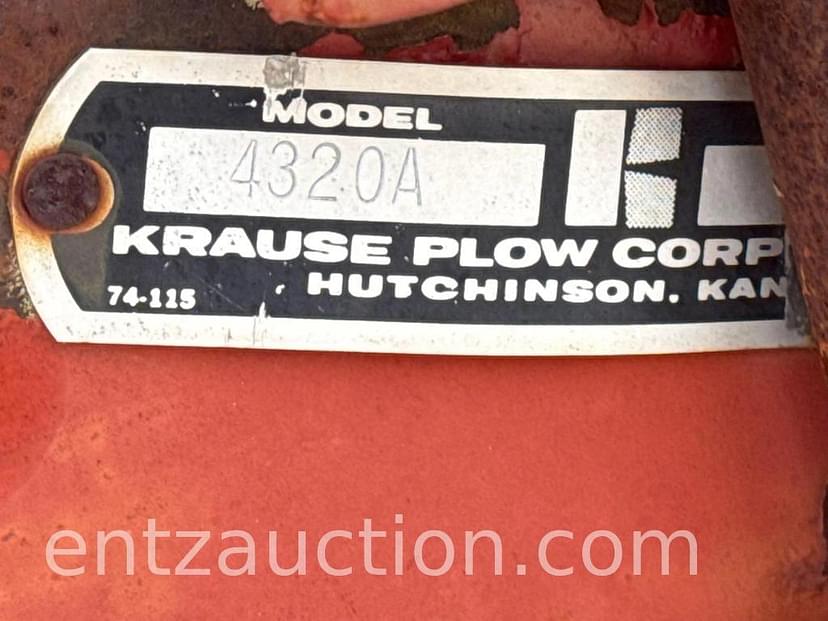 MODEL
4320A
KRAUSE PLOW CORP
74-115 HUTCHINSON. KAN
entzauction.com